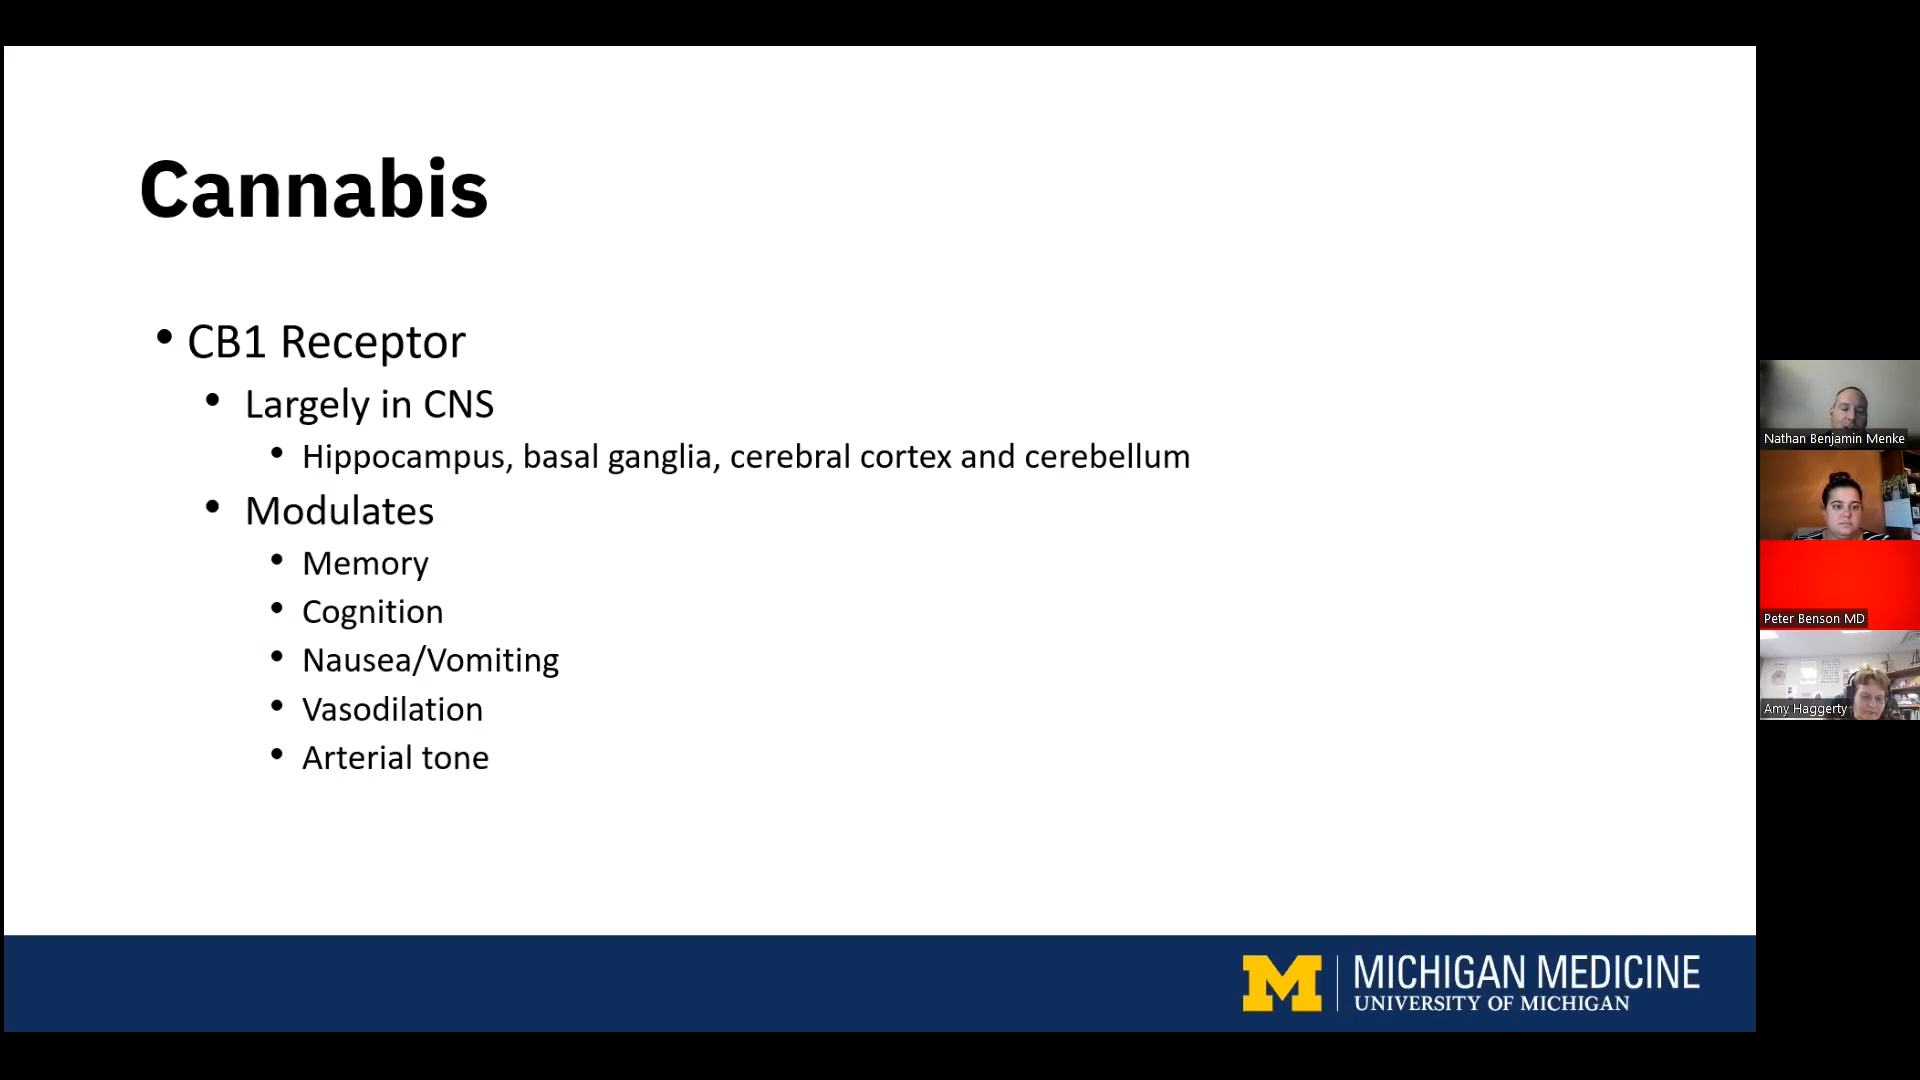 Cannabis
• CB1 Receptor
• Largely in CNS
• Hippocampus, basal ganglia, cerebral cortex and cerebellum
• Modulates
• Memory
• Cognition
• Nausea/Vomiting
• Vasodilation
• Arterial tone
M | MICHIGAN MEDICINE
UNIVERSITY OF MICHIGAN
Nathan Benjamin Menke
Peter Benson MD
Amy Haggerty